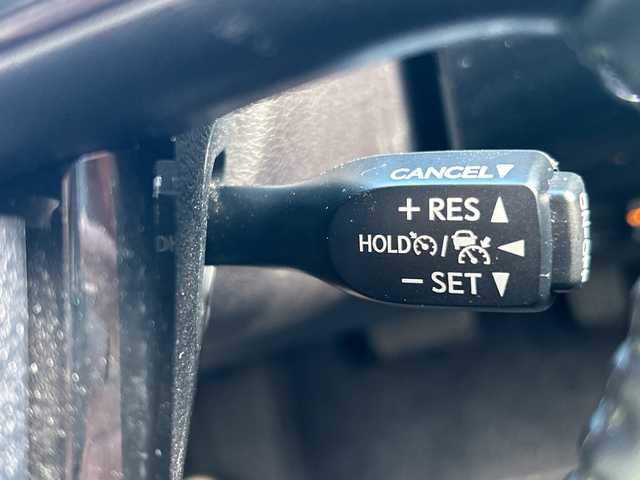 CANCEL▼
+ RES ▲
HOLD / ◀
− SET ▼